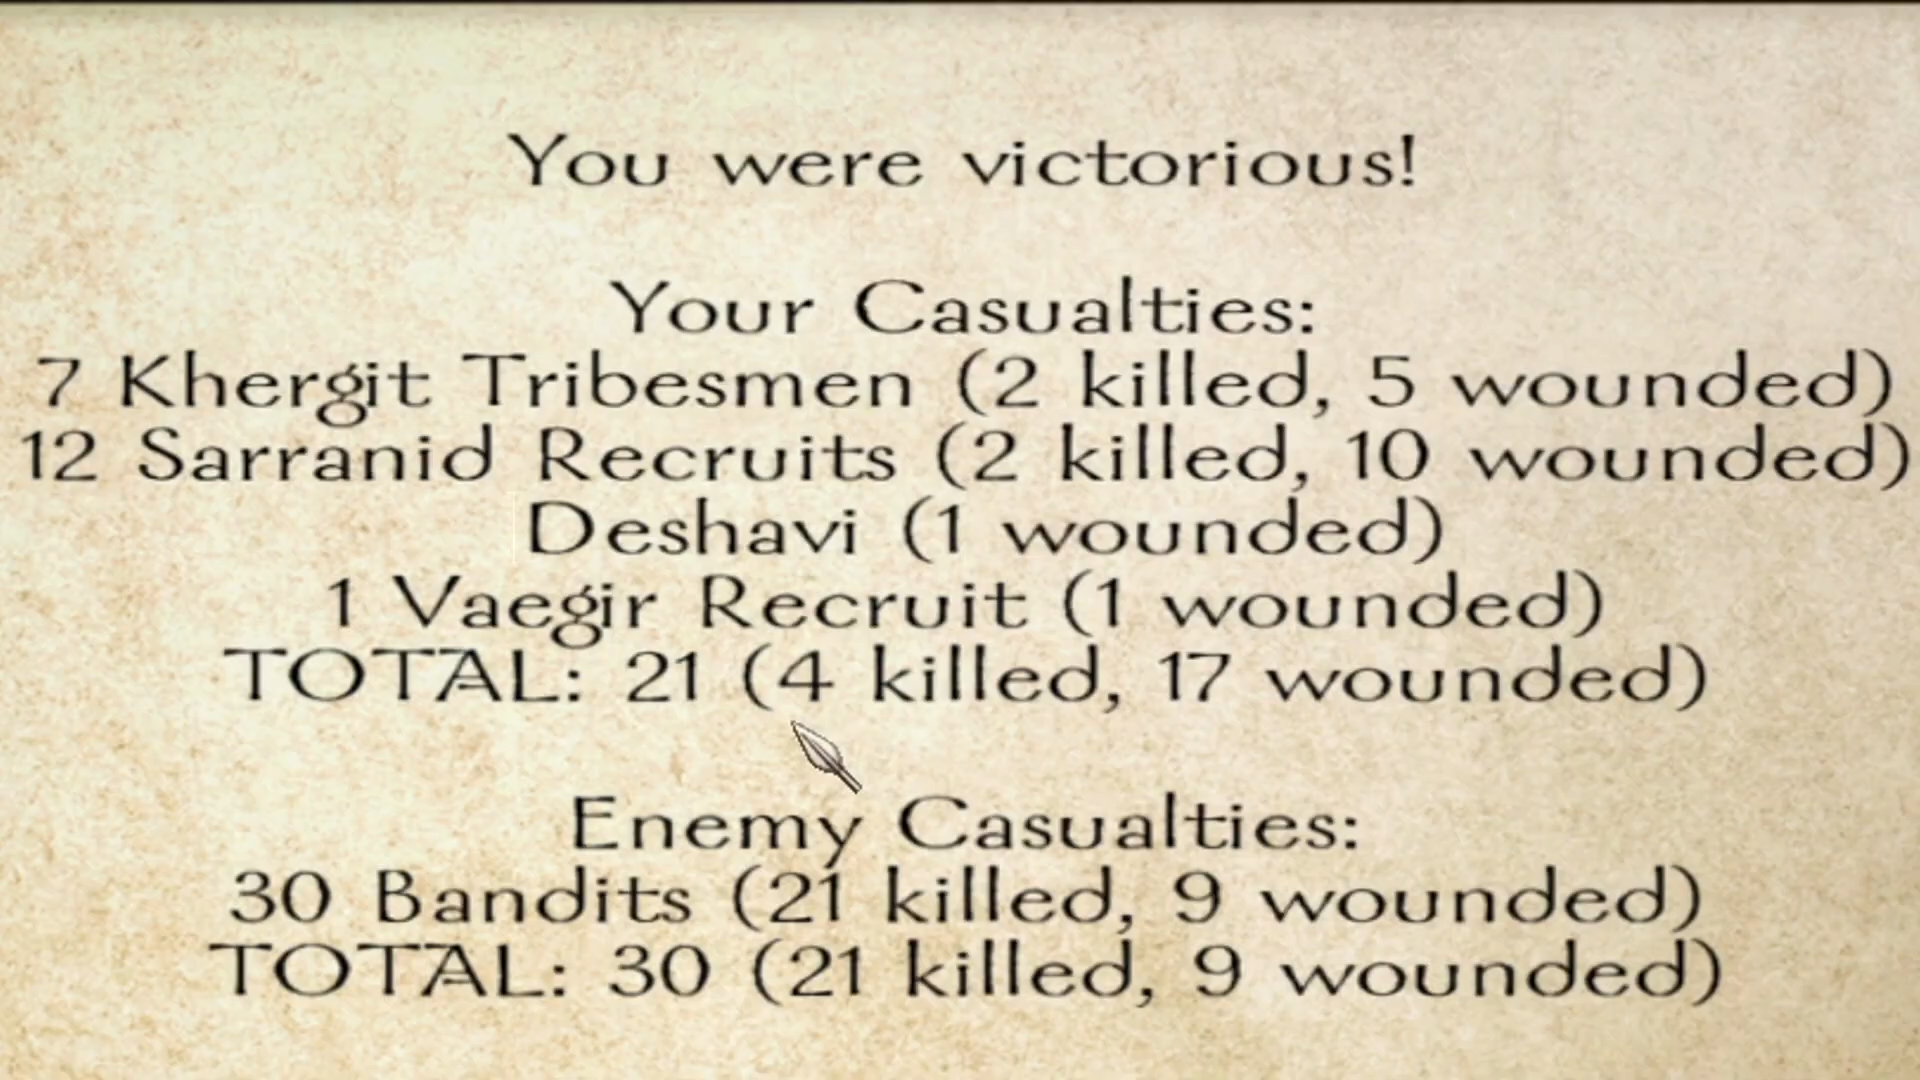 You were victorious!
Your Casualties:
7 Khergit Tribesmen (2 killed, 5 wounded)
12 Sarranid Recruits (2 killed, 10 wounded)
Deshavi (1 wounded)
1 Vaegir Recruit (1 wounded)
TOTAL: 21 (4 killed, 17 wounded)
Enemy Casualties:
30 Bandits (21 killed, 9 wounded)
TOTAL: 30 (21 killed, 9 wounded)